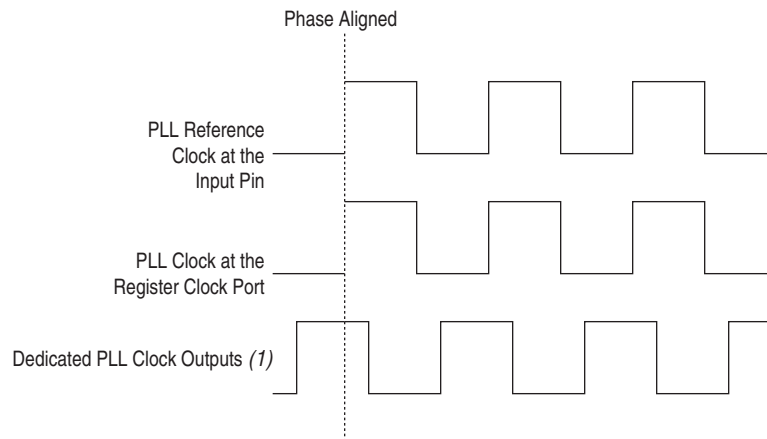 Phase Aligned
PLL Reference
Clock at the
Input Pin
PLL Clock at the
Register Clock Port
Dedicated PLL Clock Outputs (1)